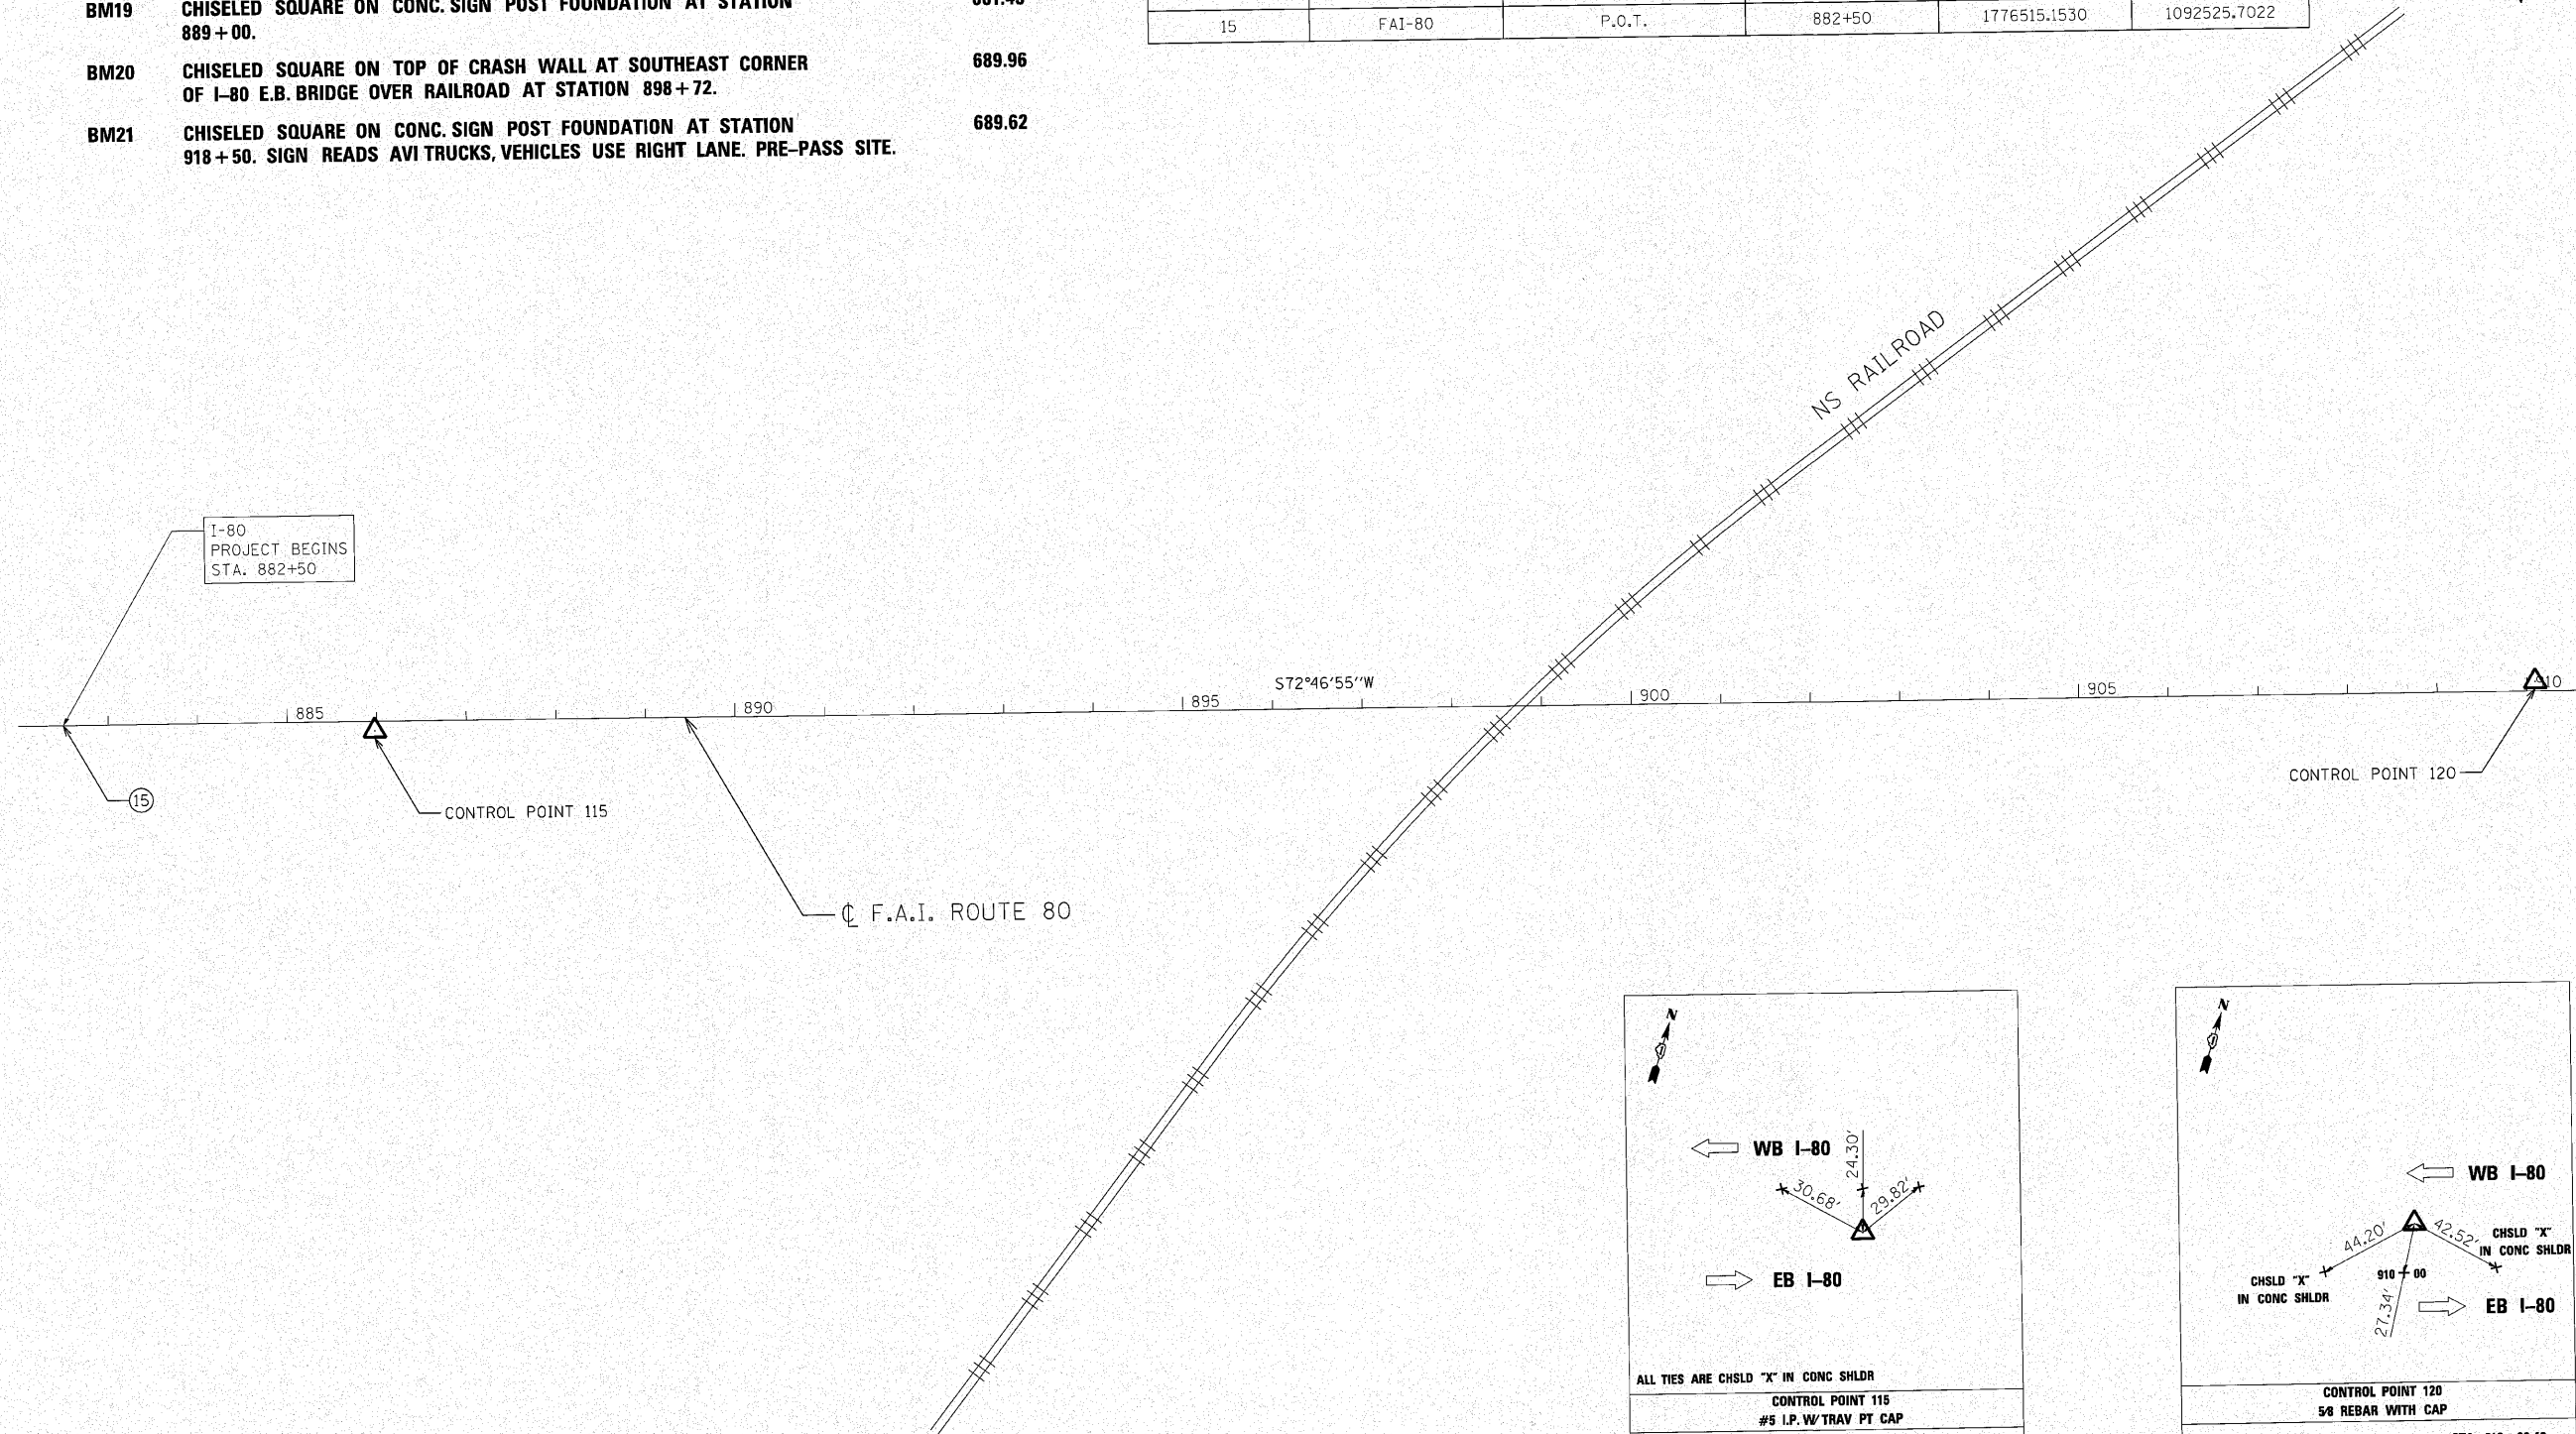 BM19 CHISELED SQUARE ON CONC. SIGN POST FOUNDATION AT STATION
889+00.
BM20 CHISELED SQUARE ON TOP OF CRASH WALL AT SOUTHEAST CORNER 689.96
OF I-80 E.B. BRIDGE OVER RAILROAD AT STATION 898+72.
BM21 CHISELED SQUARE ON CONC. SIGN POST FOUNDATION AT STATION 689.62
918+50. SIGN READS AVI TRUCKS, VEHICLES USE RIGHT LANE. PRE-PASS SITE.
15 FAI-80 P.O.T. 882+50 1776515.1530 1092525.7022
NS RAILROAD
I-80
PROJECT BEGINS
STA. 882+50
S72°46'55"W
885 890 895 900 905 910
15
CONTROL POINT 115
CONTROL POINT 120
℄ F.A.I. ROUTE 80
N
WB I-80
24.30'
30.68'
29.82'
EB I-80
ALL TIES ARE CHSLD "X" IN CONC SHLDR
CONTROL POINT 115
#5 I.P. W/ TRAV PT CAP
N
WB I-80
44.20'
42.52'
CHSLD "X"
IN CONC SHLDR
CHSLD "X"
IN CONC SHLDR
910+00
27.34'
EB I-80
CONTROL POINT 120
5/8 REBAR WITH CAP